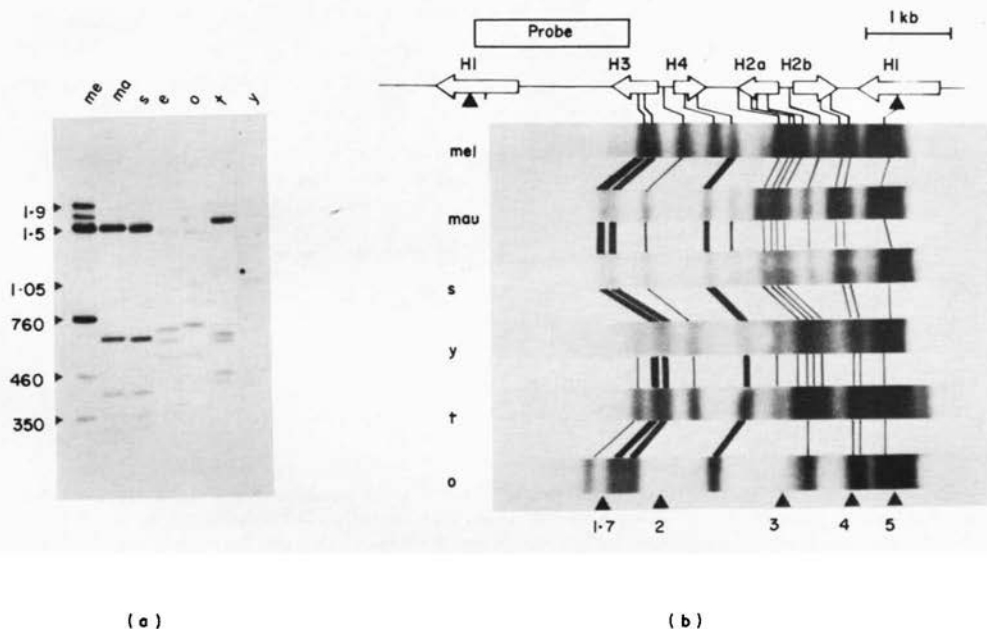 me ma s e o t y
1·9
1·5
1·05
760
460
350
(a)
1 kb
Probe
H1 H3 H4 H2a H2b H1
mel
mau
s
y
t
o
1·7 2 3 4 5
(b)